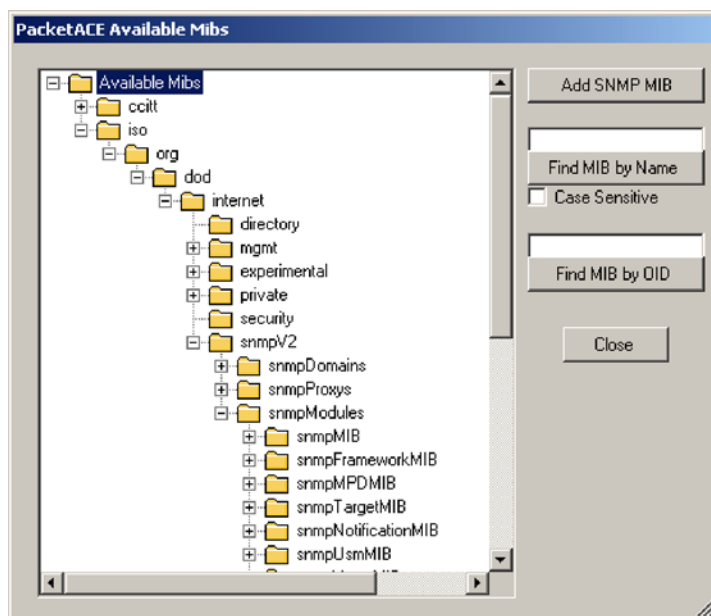 PacketACE Available Mibs
Available Mibs
ccitt
iso
org
dod
internet
directory
mgmt
experimental
private
security
snmpV2
snmpDomains
snmpProxys
snmpModules
snmpMIB
snmpFrameworkMIB
snmpMPDMIB
snmpTargetMIB
snmpNotificationMIB
snmpUsmMIB
Add SNMP MIB
Find MIB by Name
Case Sensitive
Find MIB by OID
Close